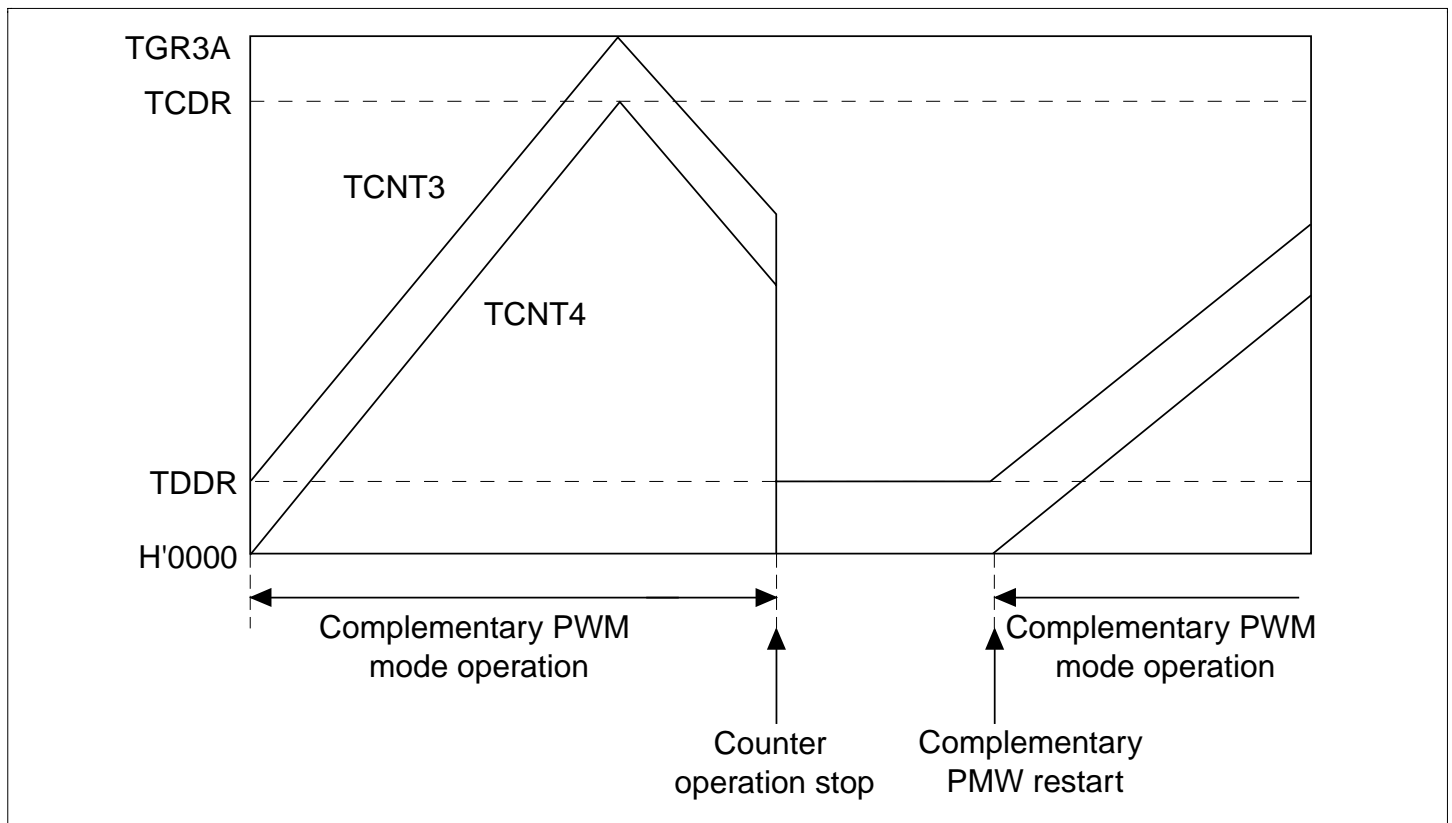 TGR3A
TCDR
TCNT3
TCNT4
TDDR
H'0000
Complementary PWM
mode operation
Complementary PWM
mode operation
Counter
operation stop
Complementary
PMW restart